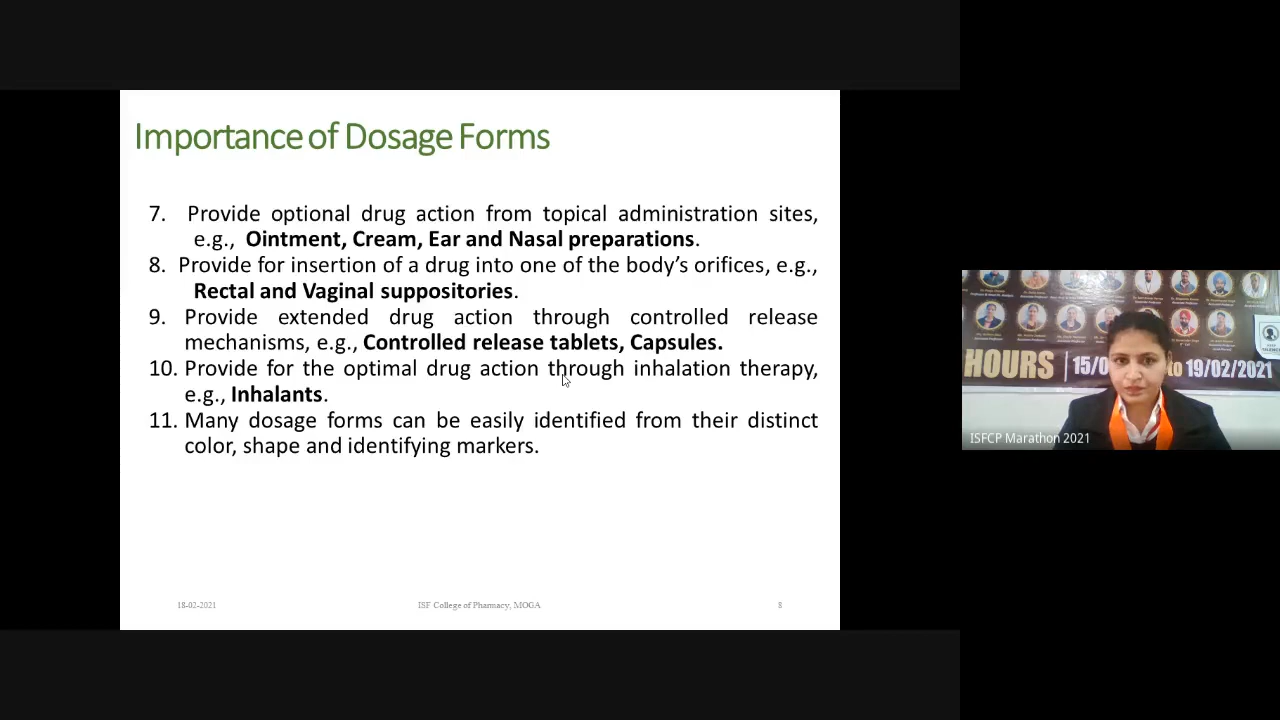 Importance of Dosage Forms
7. Provide optional drug action from topical administration sites,
e.g., Ointment, Cream, Ear and Nasal preparations.
8. Provide for insertion of a drug into one of the body's orifices, e.g.,
Rectal and Vaginal suppositories.
9. Provide extended drug action through controlled release
mechanisms, e.g., Controlled release tablets, Capsules.
10. Provide for the optimal drug action through inhalation therapy,
e.g., Inhalants.
11. Many dosage forms can be easily identified from their distinct
color, shape and identifying markers.
18-02-2021 ISF College of Pharmacy, MOGA 8
HOURS 15/0 to 19/02/2021
ISFCP Marathon 2021